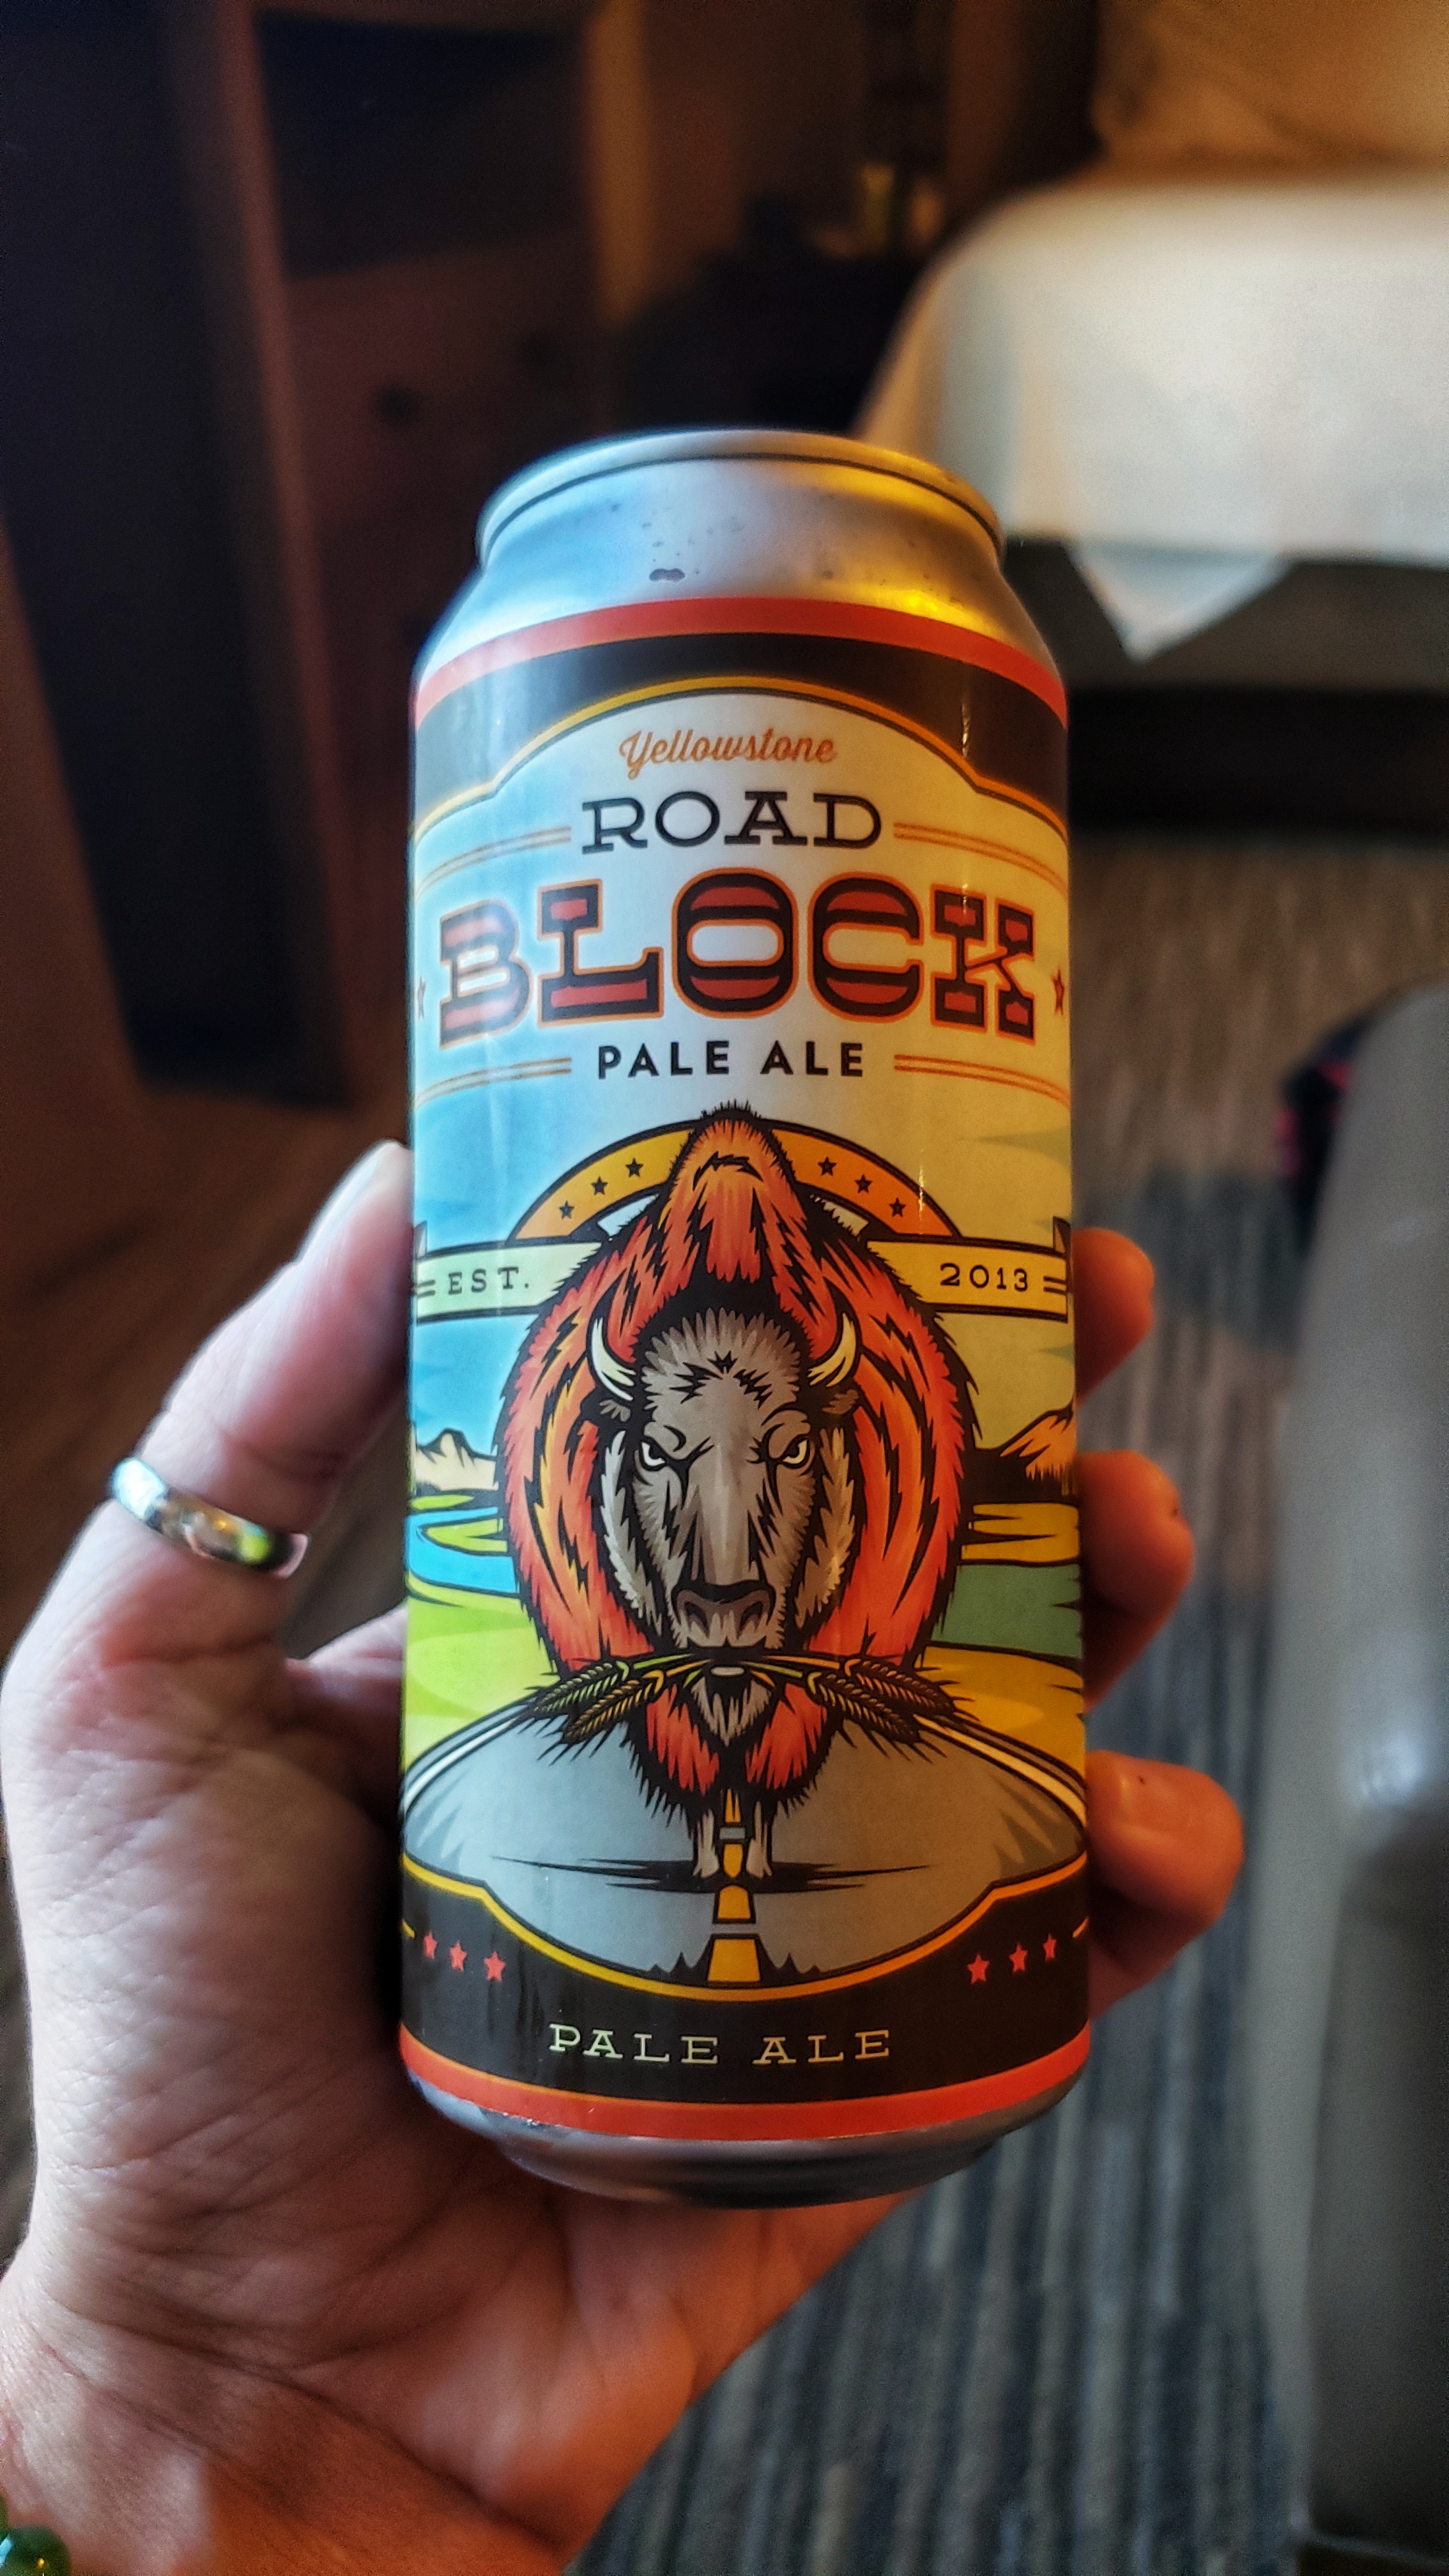 Yellowstone
ROAD
BLOCK
PALE ALE
EST. 2013
PALE ALE